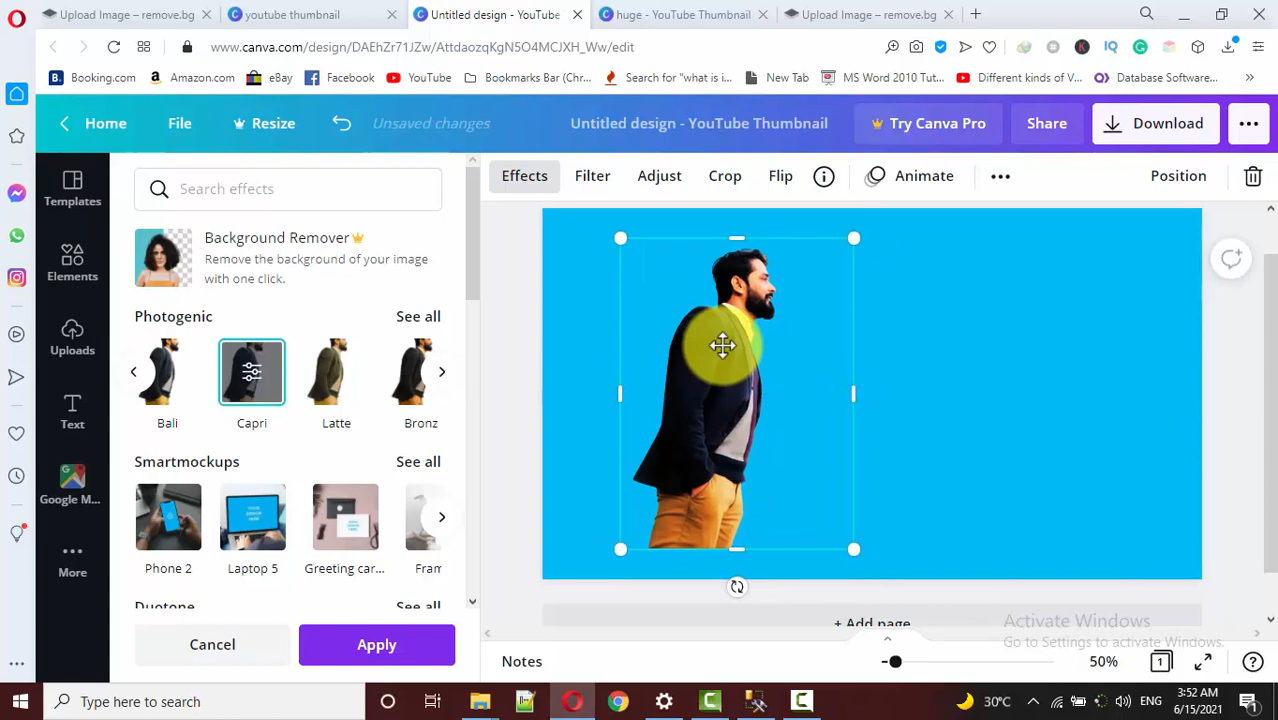 Upload Image – remove.bg
youtube thumbnail
Untitled design - YouTube
huge - YouTube Thumbnail
Upload Image – remove.bg
www.canva.com/design/DAEhZr71JZw/AttdaozqKgN5O4MCJXH_Ww/edit
Booking.com
Amazon.com
eBay
Facebook
YouTube
Bookmarks Bar (Chr...
Search for "what is i...
New Tab
MS Word 2010 Tut...
Different kinds of V...
Database Software...
Home
File
Resize
Unsaved changes
Untitled design - YouTube Thumbnail
Try Canva Pro
Share
Download
Templates
Elements
Uploads
Text
Google M...
More
Search effects
Background Remover
Remove the background of your image
with one click.
Photogenic
See all
Bali
Capri
Latte
Bronz
Smartmockups
See all
Phone 2
Laptop 5
Greeting car...
Fram
Duotone
See all
Cancel
Apply
Effects
Filter
Adjust
Crop
Flip
Animate
Position
+ Add page
Activate Windows
Go to Settings to activate Windows.
Notes
50%
1
Type here to search
30°C
ENG
3:52 AM
6/15/2021